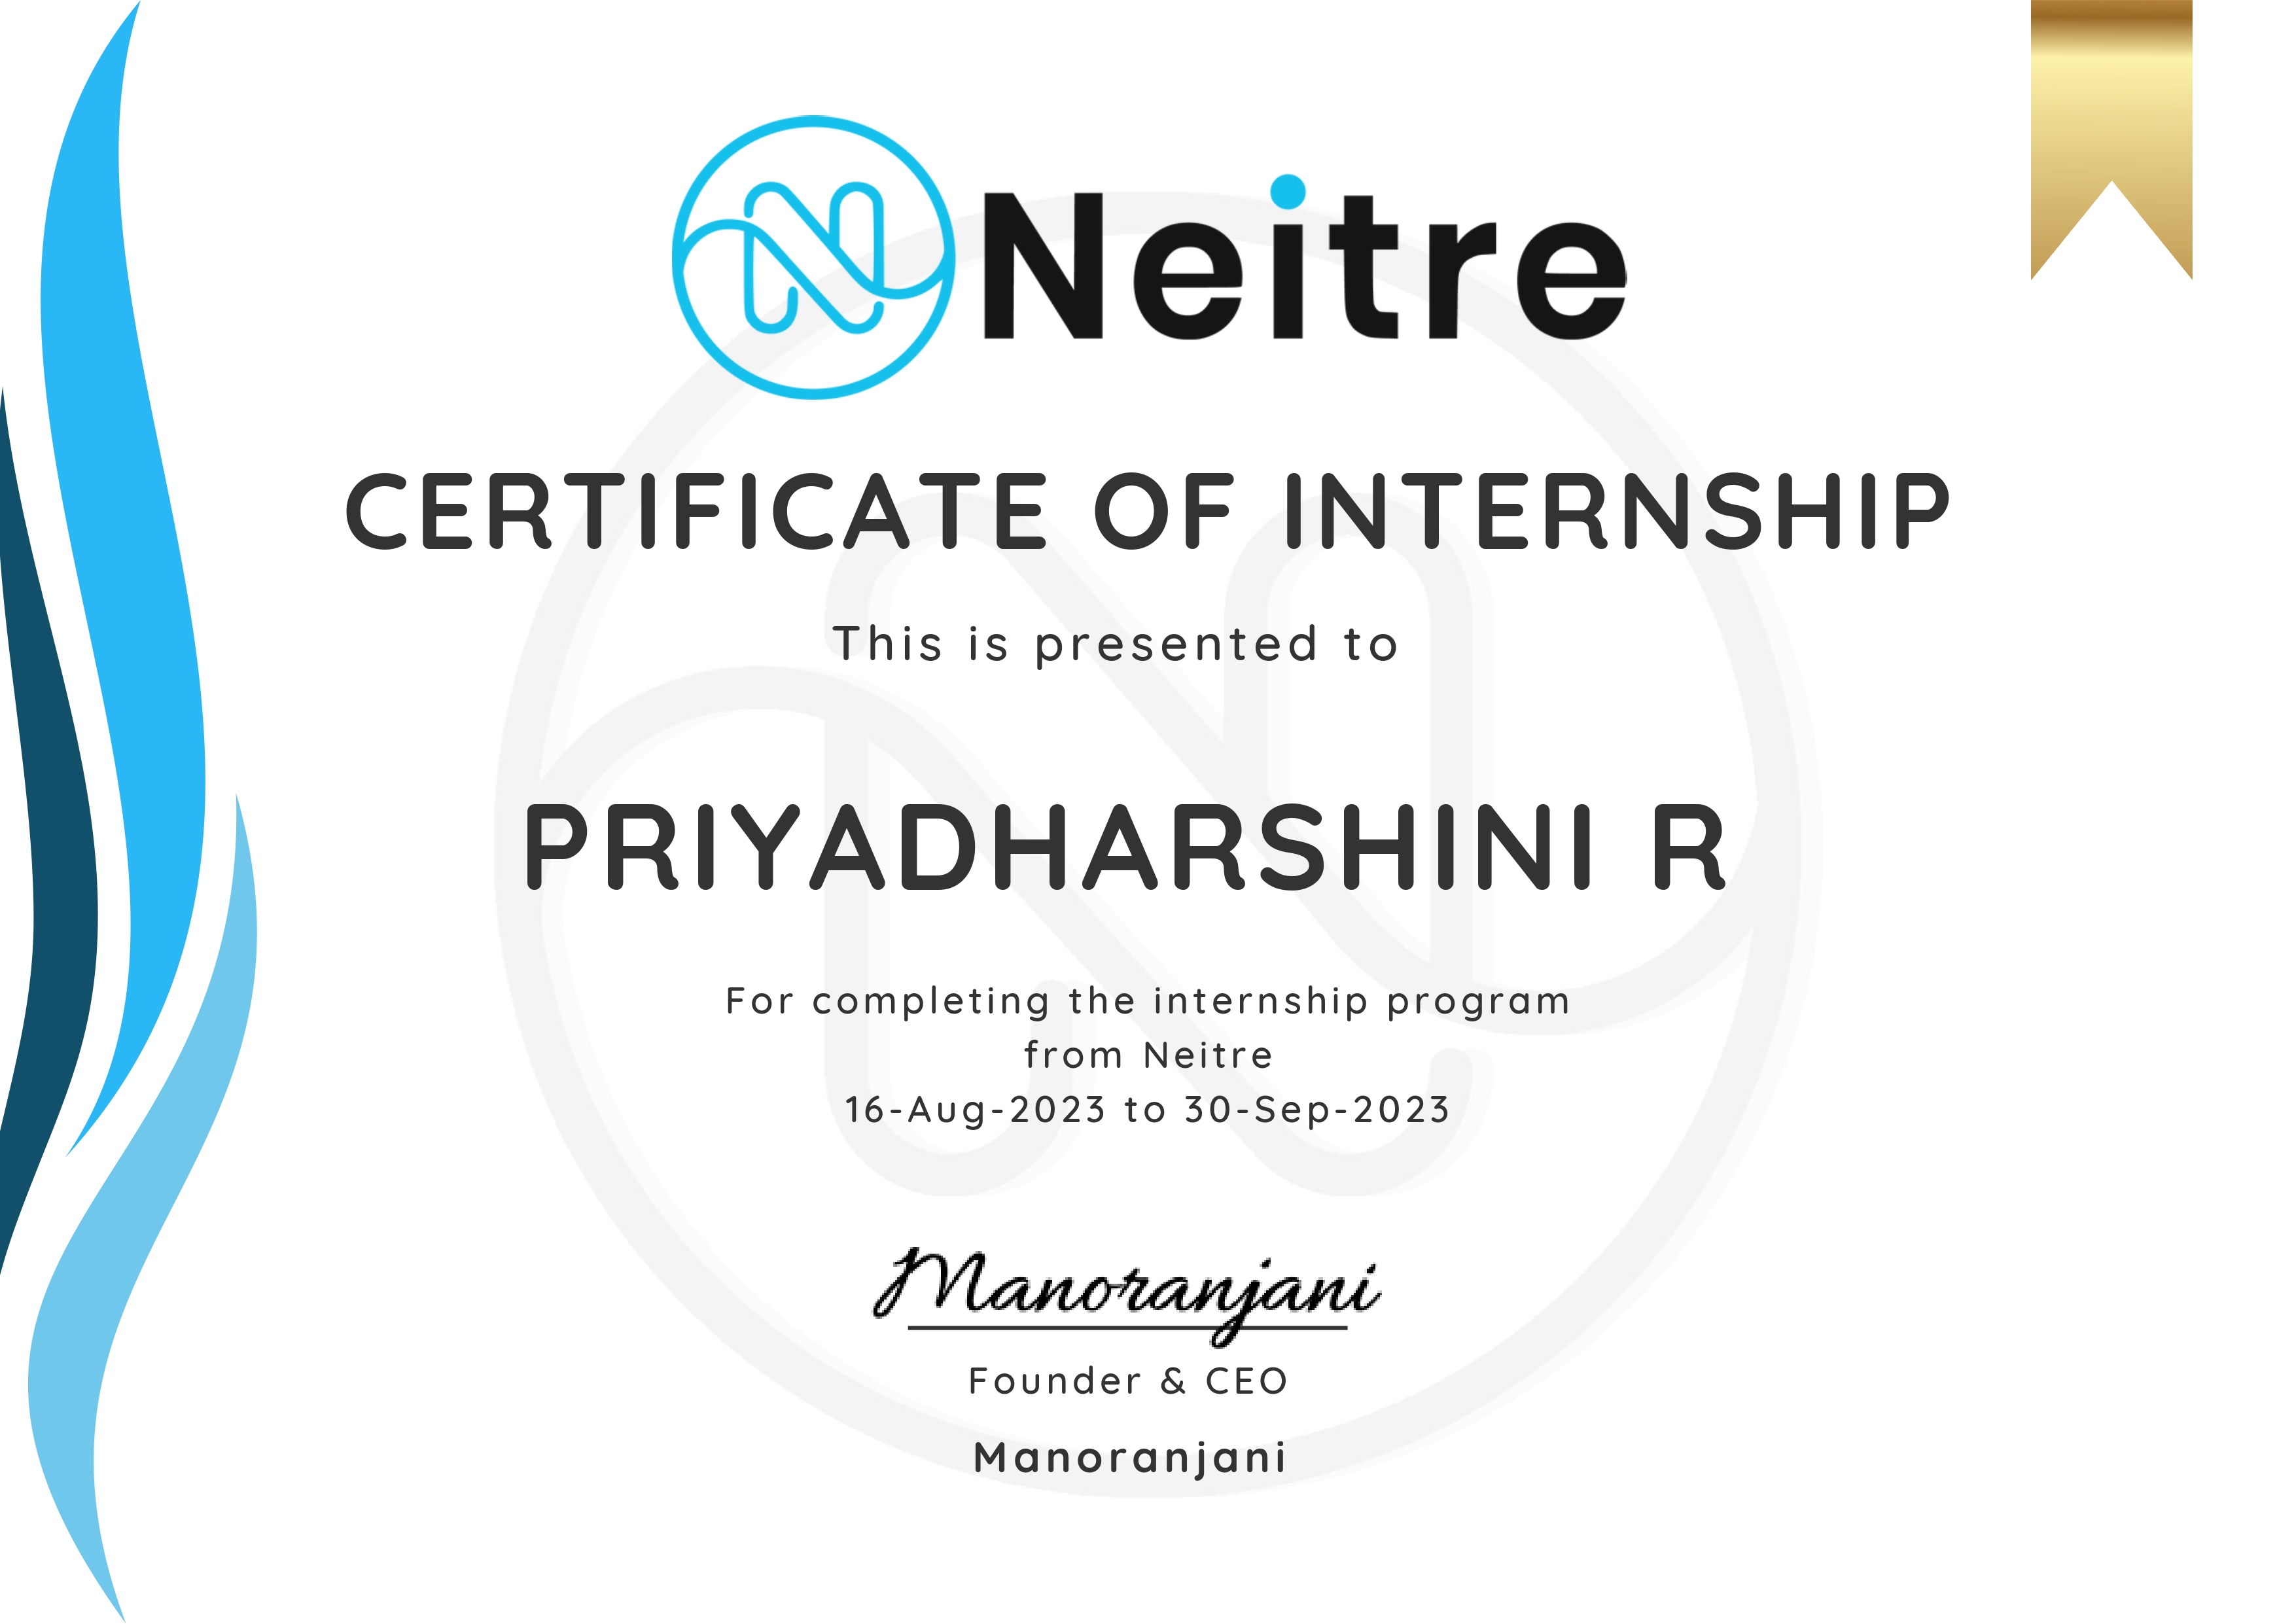 Neitre
CERTIFICATE OF INTERNSHIP
This is presented to
PRIYADHARSHINI R
For completing the internship program
from Neitre
16-Aug-2023 to 30-Sep-2023
Manoranjani
Founder & CEO
Manoranjani